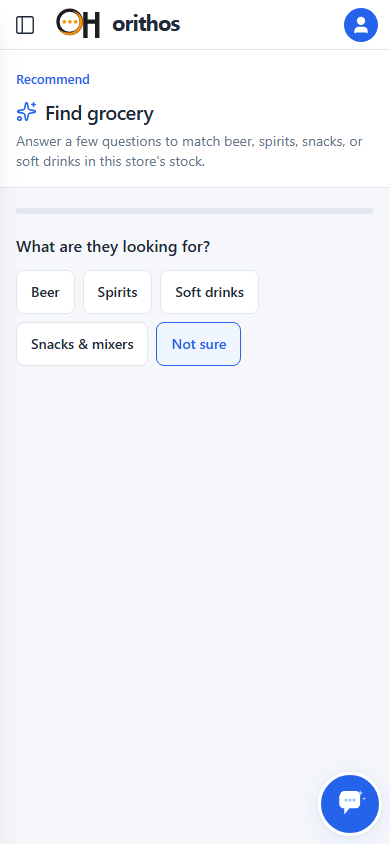 OH orithos
Recommend
Find grocery
Answer a few questions to match beer, spirits, snacks, or
soft drinks in this store's stock.
What are they looking for?
Beer Spirits Soft drinks
Snacks & mixers Not sure